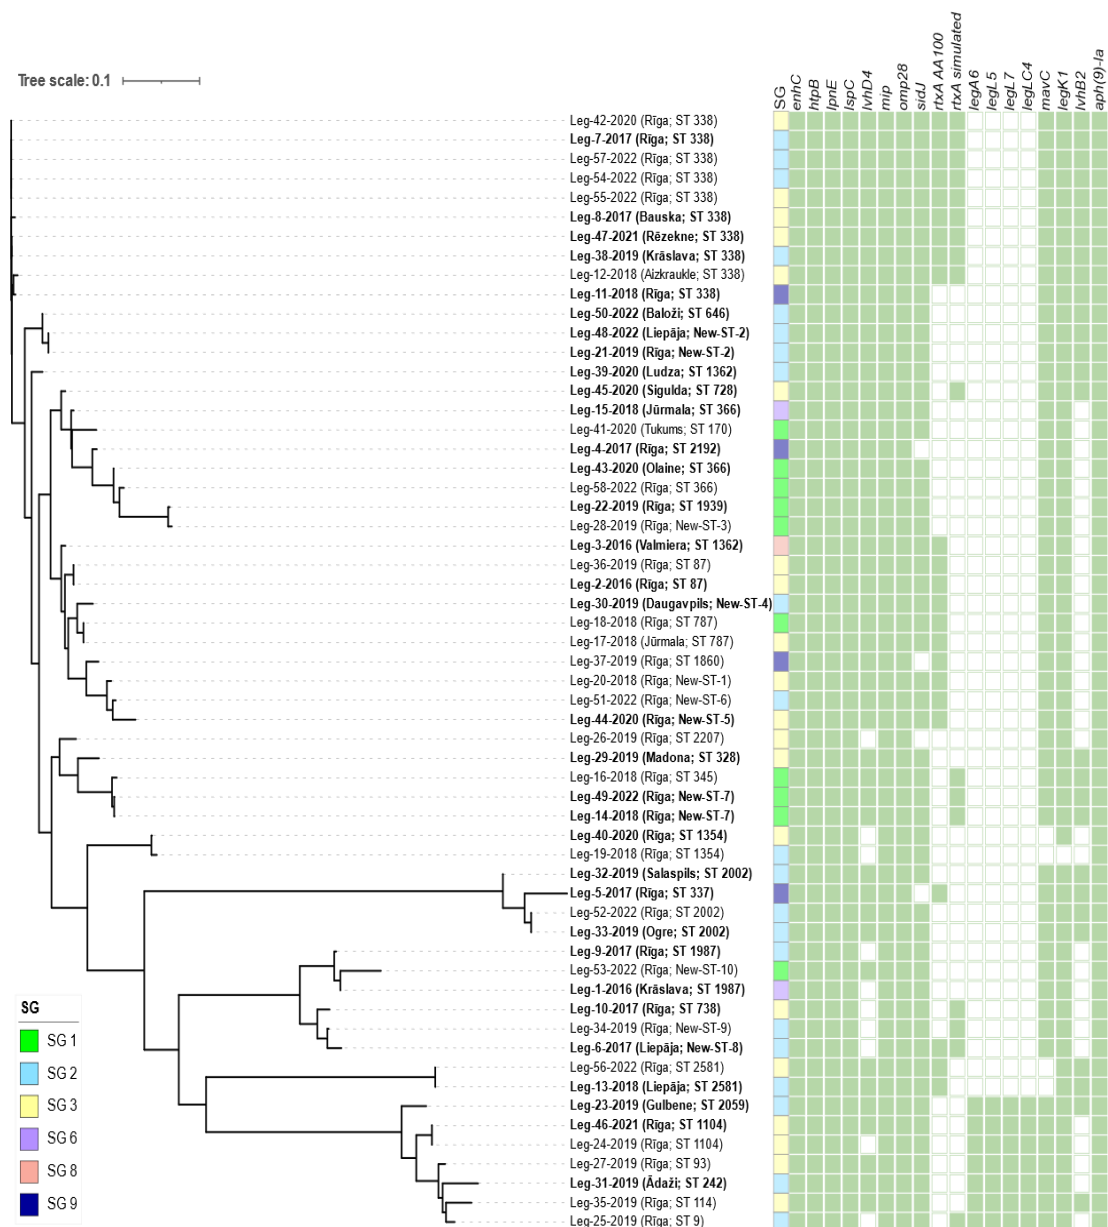 Tree scale: 0.1
SG
enhC
htpB
lpnE
lspC
lvhD4
mip
omp28
sidJ
rtxA AA100
rtxA simulated
legA6
legL5
legL7
legLC4
mavC
legK1
lvhB2
aph(9)-Ia
Leg-42-2020 (Rīga; ST 338)
Leg-7-2017 (Rīga; ST 338)
Leg-57-2022 (Rīga; ST 338)
Leg-54-2022 (Rīga; ST 338)
Leg-55-2022 (Rīga; ST 338)
Leg-8-2017 (Bauska; ST 338)
Leg-47-2021 (Rēzekne; ST 338)
Leg-38-2019 (Krāslava; ST 338)
Leg-12-2018 (Aizkraukle; ST 338)
Leg-11-2018 (Rīga; ST 338)
Leg-50-2022 (Baloži; ST 646)
Leg-48-2022 (Liepāja; New-ST-2)
Leg-21-2019 (Rīga; New-ST-2)
Leg-39-2020 (Ludza; ST 1362)
Leg-45-2020 (Sigulda; ST 728)
Leg-15-2018 (Jūrmala; ST 366)
Leg-41-2020 (Tukums; ST 170)
Leg-4-2017 (Rīga; ST 2192)
Leg-43-2020 (Olaine; ST 366)
Leg-58-2022 (Rīga; ST 366)
Leg-22-2019 (Rīga; ST 1939)
Leg-28-2019 (Rīga; New-ST-3)
Leg-3-2016 (Valmiera; ST 1362)
Leg-36-2019 (Rīga; ST 87)
Leg-2-2016 (Rīga; ST 87)
Leg-30-2019 (Daugavpils; New-ST-4)
Leg-18-2018 (Rīga; ST 787)
Leg-17-2018 (Jūrmala; ST 787)
Leg-37-2019 (Rīga; ST 1860)
Leg-20-2018 (Rīga; New-ST-1)
Leg-51-2022 (Rīga; New-ST-6)
Leg-44-2020 (Rīga; New-ST-5)
Leg-26-2019 (Rīga; ST 2207)
Leg-29-2019 (Madona; ST 328)
Leg-16-2018 (Rīga; ST 345)
Leg-49-2022 (Rīga; New-ST-7)
Leg-14-2018 (Rīga; New-ST-7)
Leg-40-2020 (Rīga; ST 1354)
Leg-19-2018 (Rīga; ST 1354)
Leg-32-2019 (Salaspils; ST 2002)
Leg-5-2017 (Rīga; ST 337)
Leg-52-2022 (Rīga; ST 2002)
Leg-33-2019 (Ogre; ST 2002)
Leg-9-2017 (Rīga; ST 1987)
Leg-53-2022 (Rīga; New-ST-10)
Leg-1-2016 (Krāslava; ST 1987)
Leg-10-2017 (Rīga; ST 738)
Leg-34-2019 (Rīga; New-ST-9)
Leg-6-2017 (Liepāja; New-ST-8)
Leg-56-2022 (Rīga; ST 2581)
Leg-13-2018 (Liepāja; ST 2581)
Leg-23-2019 (Gulbene; ST 2059)
Leg-46-2021 (Rīga; ST 1104)
Leg-24-2019 (Rīga; ST 1104)
Leg-27-2019 (Rīga; ST 93)
Leg-31-2019 (Ādaži; ST 242)
Leg-35-2019 (Rīga; ST 114)
Leg-25-2019 (Rīga; ST 9)
SG
SG 1
SG 2
SG 3
SG 6
SG 8
SG 9